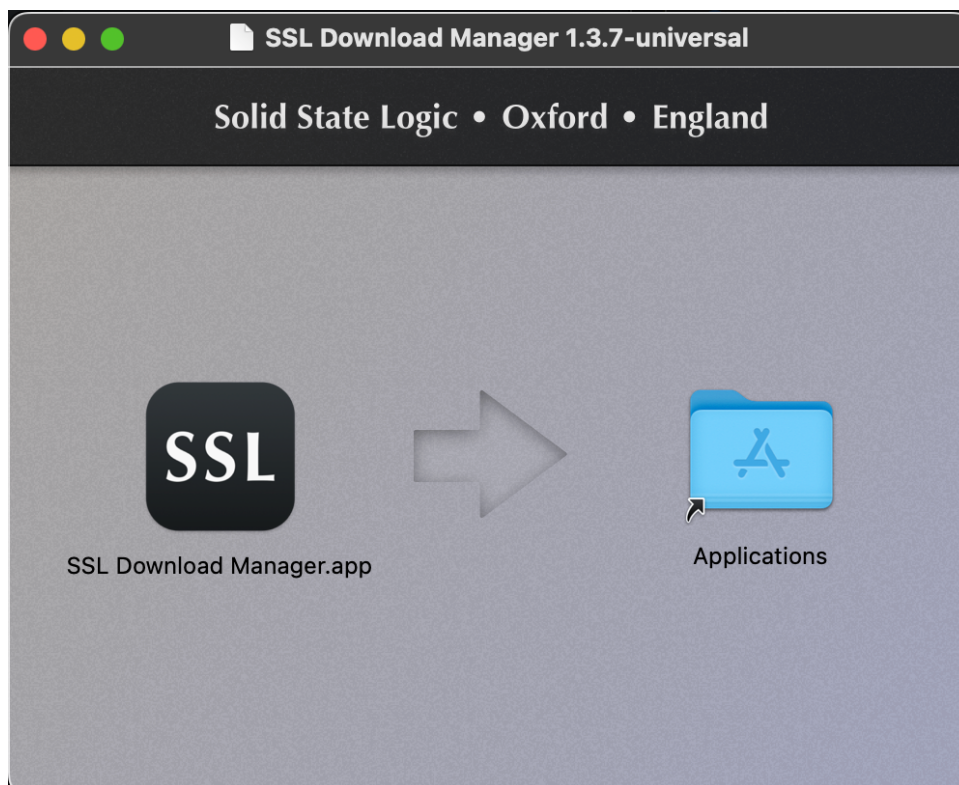 SSL Download Manager 1.3.7-universal
Solid State Logic • Oxford • England
SSL
SSL Download Manager.app
Applications